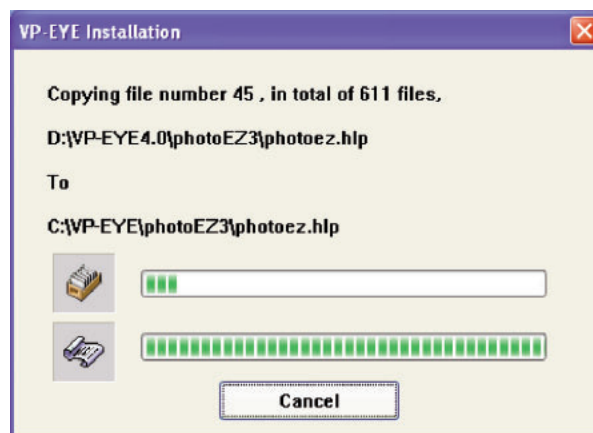 VP-EYE Installation
Copying file number 45 , in total of 611 files,
D:\VP-EYE4.0\photoEZ3\photoez.hlp
To
C:\VP-EYE\photoEZ3\photoez.hlp
Cancel